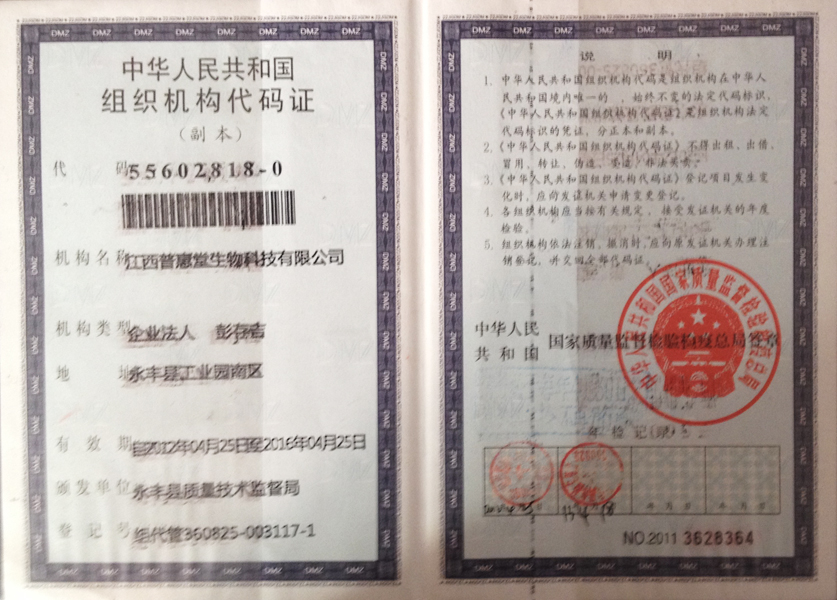 中华人民共和国
组织机构代码证
(副本)
代 码 55602818-0
机构名称 江西普惠堂生物科技有限公司
机构类型 企业法人 彭存吉
地 址 永丰县工业园南区
有 效 期 自2012年04月25日至2016年04月25日
颁发单位 永丰县质量技术监督局
登 记 号 组代管360825-003117-1
说 明
1. 中华人民共和国组织机构代码是组织机构在中华人
民共和国境内唯一的、始终不变的法定代码标识,
《中华人民共和国组织机构代码证》是组织机构法定
代码标识的凭证,分正本和副本。
2.《中华人民共和国组织机构代码证》不得出租、出借、
冒用、转让、伪造、变造、非法买卖。
3.《中华人民共和国组织机构代码证》登记项目发生变
化时,应向发证机关申请变更登记。
4. 各组织机构应当按有关规定,接受发证机关的年度
检验。
5. 组织机构依法注销、撤消时,应向原发证机关办理注
销登记,并交回全部代码证。
中华人民
共和国 国家质量监督检验检疫总局签章
年检记录
年 月 日 年 月 日
NO.2011 3628364